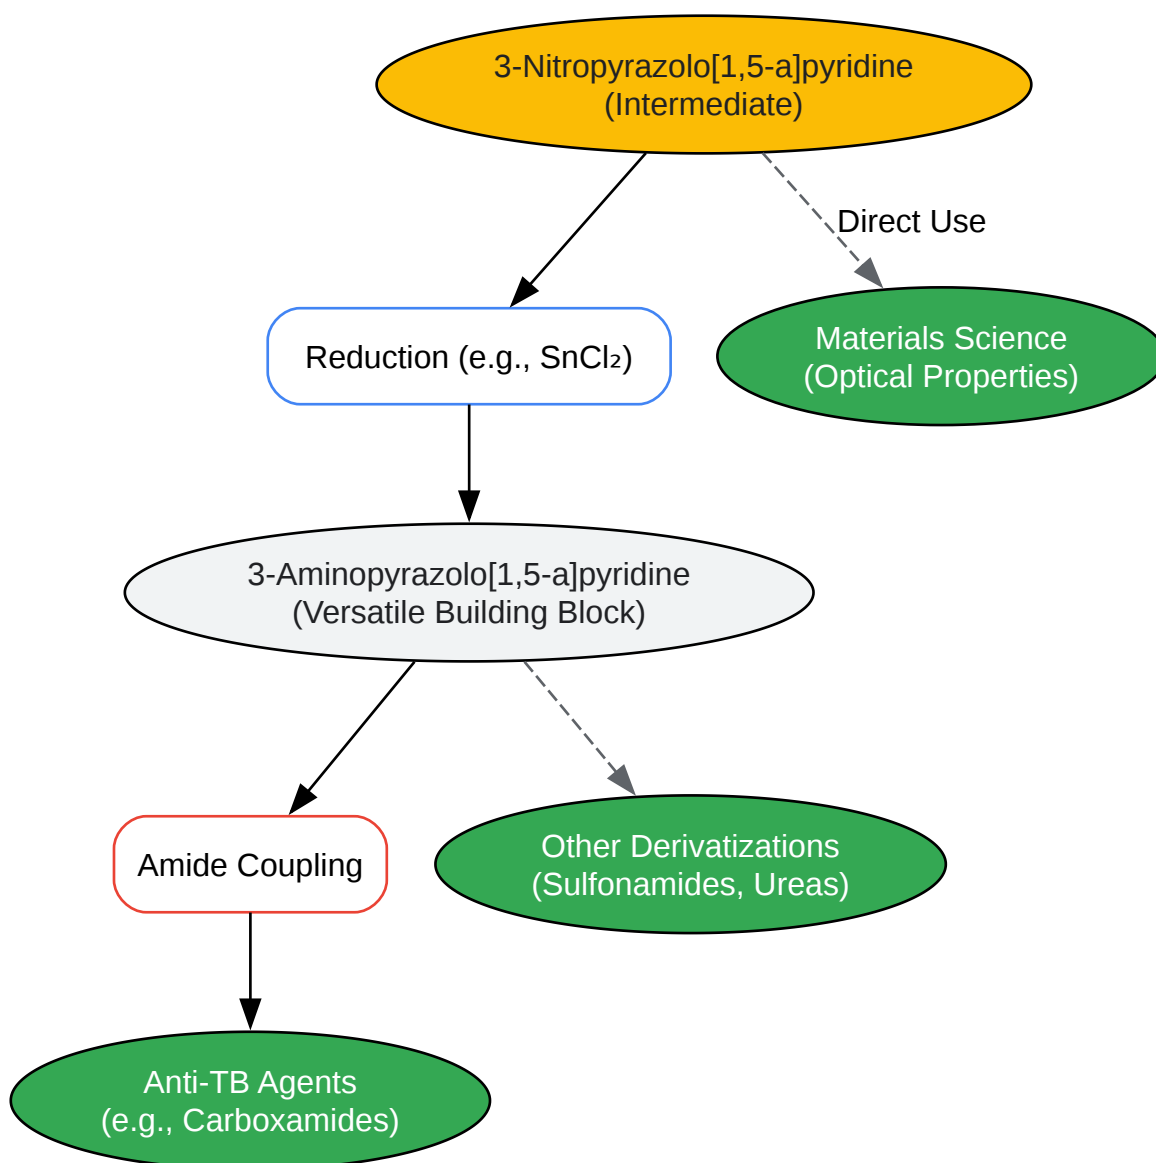 3-Nitropyrazolo[1,5-a]pyridine
(Intermediate)
Direct Use
Reduction (e.g., SnCl₂)
Materials Science
(Optical Properties)
3-Aminopyrazolo[1,5-a]pyridine
(Versatile Building Block)
Amide Coupling
Other Derivatizations
(Sulfonamides, Ureas)
Anti-TB Agents
(e.g., Carboxamides)